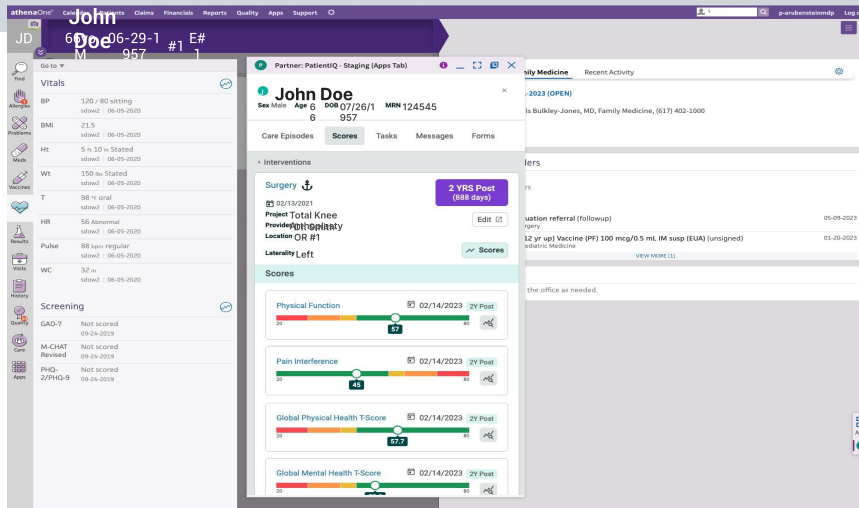 athenaOne Calendar Patients Claims Financials Reports Quality Apps Support
p-arubensteinmdp Log
JD
John Doe
66yo M 06-29-1957 #1 E#1
Find
Allergies
Problems
Meds
Vaccines
Results
Visits
History
Quality
Care
Apps
Go to
Vitals
BP 120 / 80 sitting
sdow2 | 06-05-2020
BMI 21.5
sdow2 | 06-05-2020
Ht 5 ft 10 in Stated
sdow2 | 06-05-2020
Wt 150 lbs Stated
sdow2 | 06-05-2020
T 98 °F oral
sdow2 | 06-05-2020
HR 56 Abnormal
sdow2 | 06-05-2020
Pulse 88 bpm regular
sdow2 | 06-05-2020
WC 32 in
sdow2 | 06-05-2020
Screening
GAD-7 Not scored
09-24-2019
M-CHAT Revised Not scored
09-24-2019
PHQ-2/PHQ-9 Not scored
09-24-2019
P Partner: PatientIQ - Staging (Apps Tab)
J John Doe
Sex Male Age 66 DOB 07/26/1957 MRN 124545
Care Episodes Scores Tasks Messages Forms
Interventions
Surgery
2 YRS Post
(888 days)
02/13/2021
Project Total Knee Arthroplasty
Edit
Provider Dr. Smith
Location OR #1
Laterality Left
Scores
Scores
Physical Function 02/14/2023 2Y Post
20 57 80
Pain Interference 02/14/2023 2Y Post
20 45 80
Global Physical Health T-Score 02/14/2023 2Y Post
20 57.7 80
Global Mental Health T-Score 02/14/2023 2Y Post
20 80
mily Medicine Recent Activity
-2023 (OPEN)
is Bulkley-Jones, MD, Family Medicine, (617) 402-1000
ders
rs
uation referral (followup) 05-09-2023
rgery
12 yr up) Vaccine (PF) 100 mcg/0.5 mL IM susp (EUA) (unsigned) 01-20-2023
ediatric Medicine
VIEW MORE (1)
the office as needed.